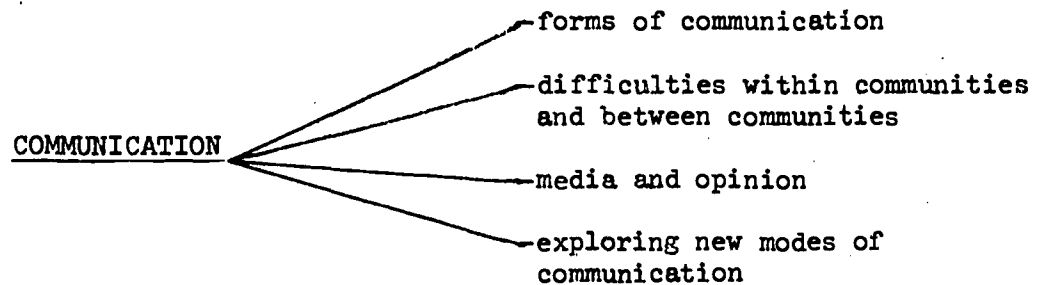 forms of communication
difficulties within communities
and between communities
COMMUNICATION
media and opinion
exploring new modes of
communication